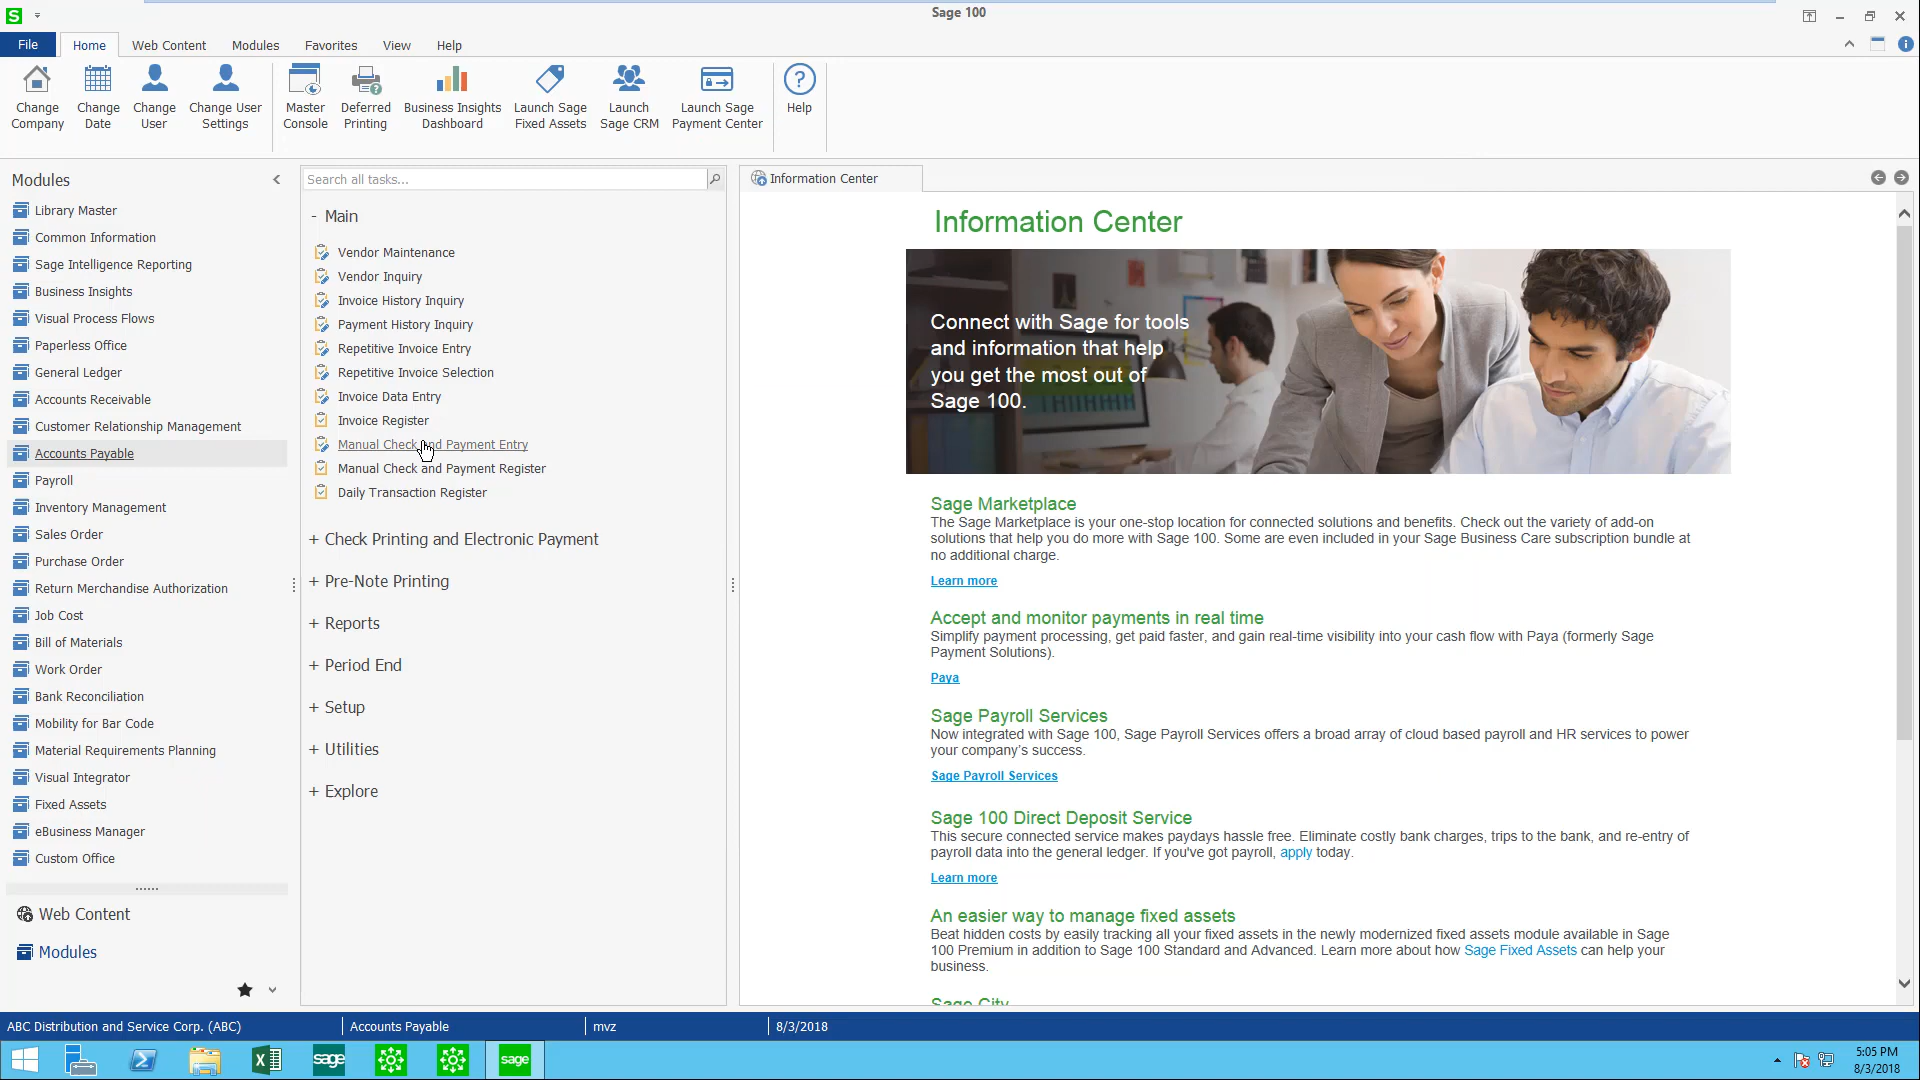 S
Sage 100
File
Home
Web Content
Modules
Favorites
View
Help
i
Change
Company
Change
Date
Change
User
Change User
Settings
Master
Console
Deferred
Printing
Business Insights
Dashboard
Launch Sage
Fixed Assets
Launch
Sage CRM
Launch Sage
Payment Center
?
Help
Modules
Library Master
Common Information
Sage Intelligence Reporting
Business Insights
Visual Process Flows
Paperless Office
General Ledger
Accounts Receivable
Customer Relationship Management
Accounts Payable
Payroll
Inventory Management
Sales Order
Purchase Order
Return Merchandise Authorization
Job Cost
Bill of Materials
Work Order
Bank Reconciliation
Mobility for Bar Code
Material Requirements Planning
Visual Integrator
Fixed Assets
eBusiness Manager
Custom Office
Web Content
Modules
Search all tasks...
- Main
Vendor Maintenance
Vendor Inquiry
Invoice History Inquiry
Payment History Inquiry
Repetitive Invoice Entry
Repetitive Invoice Selection
Invoice Data Entry
Invoice Register
Manual Check and Payment Entry
Manual Check and Payment Register
Daily Transaction Register
+ Check Printing and Electronic Payment
+ Pre-Note Printing
+ Reports
+ Period End
+ Setup
+ Utilities
+ Explore
Information Center
Information Center
Connect with Sage for tools
and information that help
you get the most out of
Sage 100.
Sage Marketplace
The Sage Marketplace is your one-stop location for connected solutions and benefits. Check out the variety of add-on
solutions that help you do more with Sage 100. Some are even included in your Sage Business Care subscription bundle at
no additional charge.
Learn more
Accept and monitor payments in real time
Simplify payment processing, get paid faster, and gain real-time visibility into your cash flow with Paya (formerly Sage
Payment Solutions).
Paya
Sage Payroll Services
Now integrated with Sage 100, Sage Payroll Services offers a broad array of cloud based payroll and HR services to power
your company's success.
Sage Payroll Services
Sage 100 Direct Deposit Service
This secure connected service makes paydays hassle free. Eliminate costly bank charges, trips to the bank, and re-entry of
payroll data into the general ledger. If you've got payroll, apply today.
Learn more
An easier way to manage fixed assets
Beat hidden costs by easily tracking all your fixed assets in the newly modernized fixed assets module available in Sage
100 Premium in addition to Sage 100 Standard and Advanced. Learn more about how Sage Fixed Assets can help your
business.
Sage City
ABC Distribution and Service Corp. (ABC)
Accounts Payable
mvz
8/3/2018
sage
sage
5:05 PM
8/3/2018